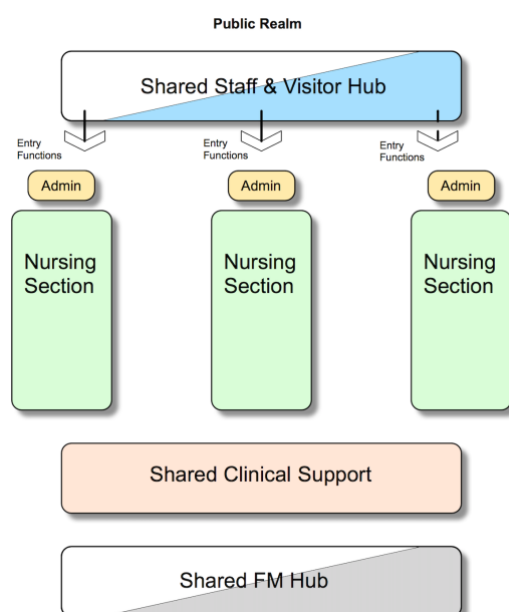 Public Realm
Shared Staff & Visitor Hub
Entry
Functions
Entry
Functions
Entry
Functions
Admin
Admin
Admin
Nursing
Section
Nursing
Section
Nursing
Section
Shared Clinical Support
Shared FM Hub